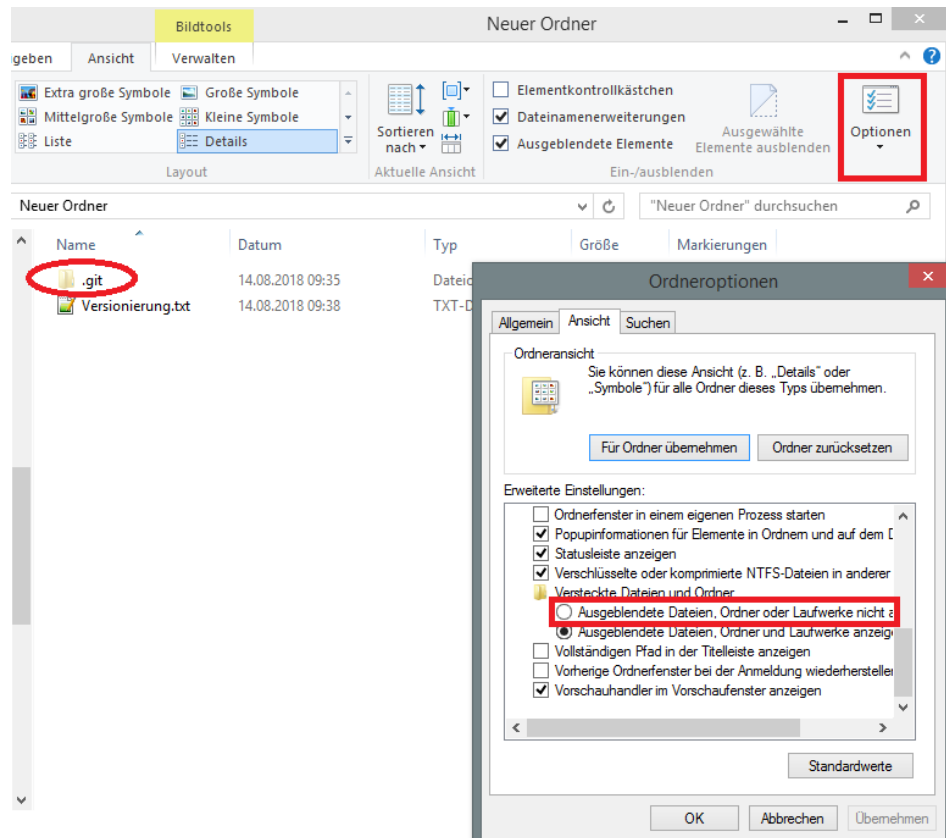 Bildtools
Neuer Ordner
geben Ansicht Verwalten
Extra große Symbole Große Symbole
Mittelgroße Symbole Kleine Symbole
Liste Details
Layout
Sortieren
nach
Aktuelle Ansicht
Elementkontrollkästchen
Dateinamenerweiterungen
Ausgeblendete Elemente
Ausgewählte
Elemente ausblenden
Ein-/ausblenden
Optionen
Neuer Ordner
"Neuer Ordner" durchsuchen
Name Datum Typ Größe Markierungen
.git 14.08.2018 09:35 Dateic
Versionierung.txt 14.08.2018 09:38 TXT-D
Ordneroptionen
Allgemein Ansicht Suchen
Ordneransicht
Sie können diese Ansicht (z. B. „Details“ oder
„Symbole“) für alle Ordner dieses Typs übernehmen.
Für Ordner übernehmen Ordner zurücksetzen
Erweiterte Einstellungen:
Ordnerfenster in einem eigenen Prozess starten
Popupinformationen für Elemente in Ordnern und auf dem D
Statusleiste anzeigen
Verschlüsselte oder komprimierte NTFS-Dateien in anderer
Versteckte Dateien und Ordner
Ausgeblendete Dateien, Ordner oder Laufwerke nicht a
Ausgeblendete Dateien, Ordner und Laufwerke anzeige
Vollständigen Pfad in der Titelleiste anzeigen
Vorherige Ordnerfenster bei der Anmeldung wiederherstellen
Vorschauhandler im Vorschaufenster anzeigen
Standardwerte
OK Abbrechen Übernehmen